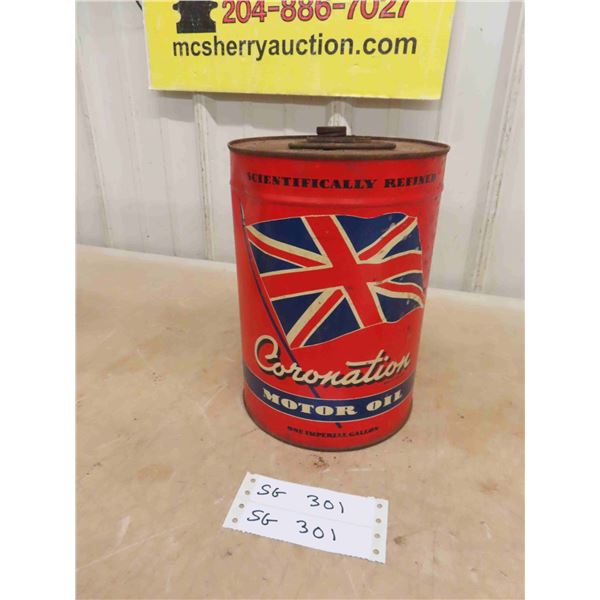 204-886-7027
mcsherryauction.com
"SCIENTIFICALLY REFINED"
Coronation
MOTOR OIL
ONE IMPERIAL GALLON
SG 301
SG 301